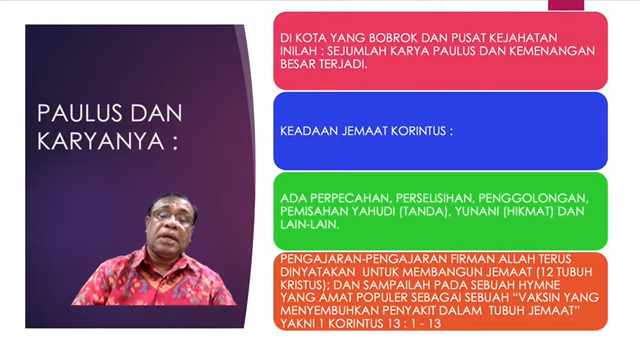 PAULUS DAN
KARYANYA :
DI KOTA YANG BOBROK DAN PUSAT KEJAHATAN
INILAH : SEJUMLAH KARYA PAULUS DAN KEMENANGAN
BESAR TERJADI.
KEADAAN JEMAAT KORINTUS :
ADA PERPECAHAN, PERSELISIHAN, PENGGOLONGAN,
PEMISAHAN YAHUDI (TANDA), YUNANI (HIKMAT) DAN
LAIN-LAIN.
PENGAJARAN-PENGAJARAN FIRMAN ALLAH TERUS
DINYATAKAN UNTUK MEMBANGUN JEMAAT (12 TUBUH
KRISTUS); DAN SAMPAILAH PADA SEBUAH HYMNE
YANG AMAT POPULER SEBAGAI SEBUAH "VAKSIN YANG
MENYEMBUHKAN PENYAKIT DALAM TUBUH JEMAAT"
YAKNI 1 KORINTUS 13 : 1 - 13